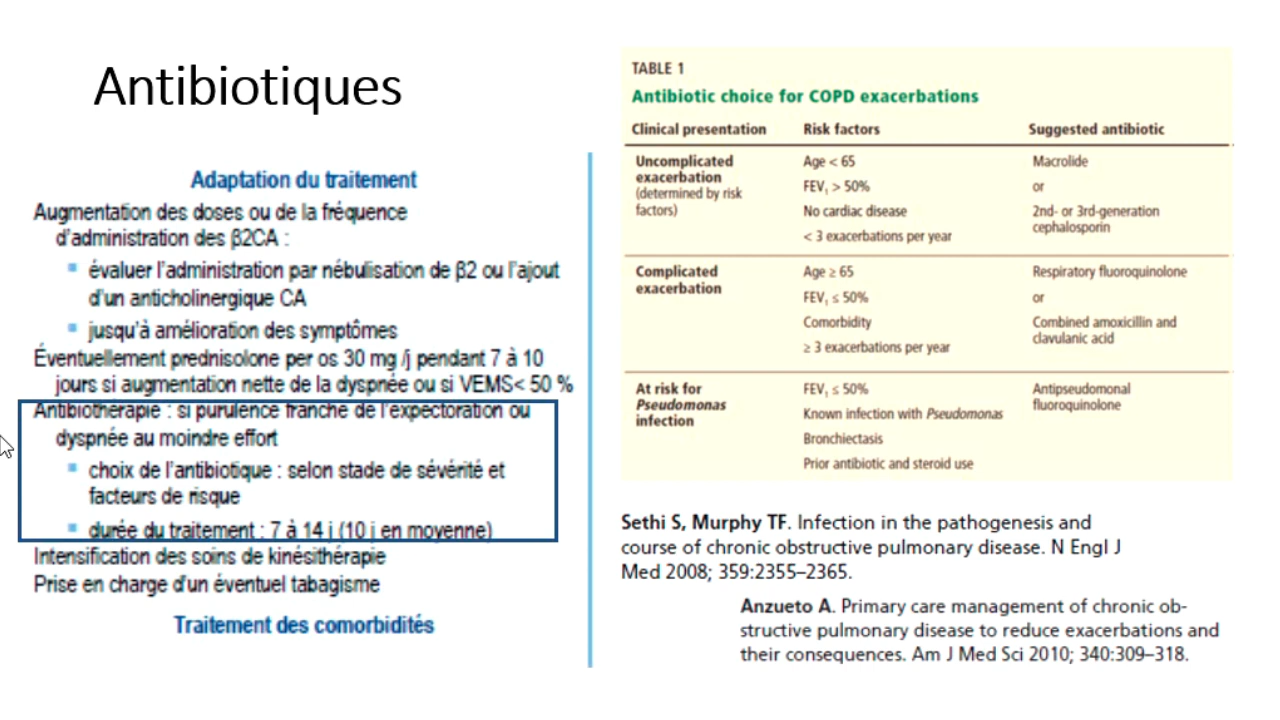 Antibiotiques
Adaptation du traitement
Augmentation des doses ou de la fréquence
d'administration des β2CA :
évaluer l'administration par nébulisation de β2 ou l'ajout
d'un anticholinergique CA
jusqu'à amélioration des symptômes
Éventuellement prednisolone per os 30 mg /j pendant 7 à 10
jours si augmentation nette de la dyspnée ou si VEMS< 50 %
Antibiothérapie : si purulence franche de l'expectoration ou
dyspnée au moindre effort
choix de l'antibiotique : selon stade de sévérité et
facteurs de risque
durée du traitement : 7 à 14 j (10 j en moyenne)
Intensification des soins de kinésithérapie
Prise en charge d'un éventuel tabagisme
Traitement des comorbidités
TABLE 1
Antibiotic choice for COPD exacerbations
Clinical presentation Risk factors Suggested antibiotic
Uncomplicated Age < 65 Macrolide
exacerbation
(determined by risk FEV₁ > 50% or
factors) No cardiac disease 2nd- or 3rd-generation
cephalosporin
< 3 exacerbations per year
Complicated Age ≥ 65 Respiratory fluoroquinolone
exacerbation FEV₁ ≤ 50% or
Comorbidity Combined amoxicillin and
clavulanic acid
≥ 3 exacerbations per year
At risk for FEV₁ ≤ 50% Antipseudomonal
Pseudomonas Known infection with Pseudomonas fluoroquinolone
infection
Bronchiectasis
Prior antibiotic and steroid use
Sethi S, Murphy TF. Infection in the pathogenesis and
course of chronic obstructive pulmonary disease. N Engl J
Med 2008; 359:2355–2365.
Anzueto A. Primary care management of chronic ob-
structive pulmonary disease to reduce exacerbations and
their consequences. Am J Med Sci 2010; 340:309–318.